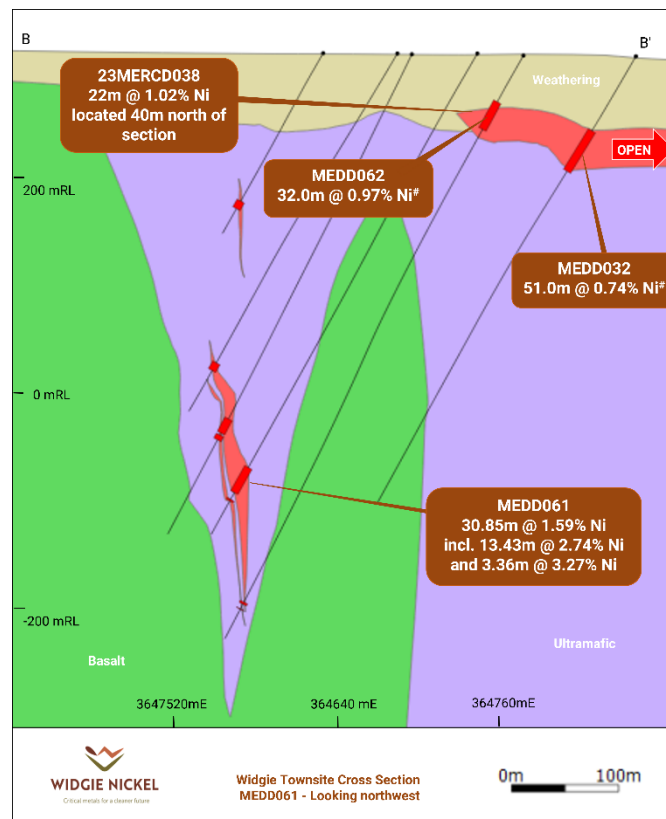 B
B'
23MERCD038
22m @ 1.02% Ni
located 40m north of
section
Weathering
OPEN
MEDD062
32.0m @ 0.97% Ni#
200 mRL
MEDD032
51.0m @ 0.74% Ni#
0 mRL
MEDD061
30.85m @ 1.59% Ni
incl. 13.43m @ 2.74% Ni
and 3.36m @ 3.27% Ni
-200 mRL
Basalt
Ultramafic
3647520mE
364640 mE
364760 mE
WIDGIE NICKEL
Critical metals for a cleaner future
Widgie Townsite Cross Section
MEDD061 - Looking northwest
0m
100m